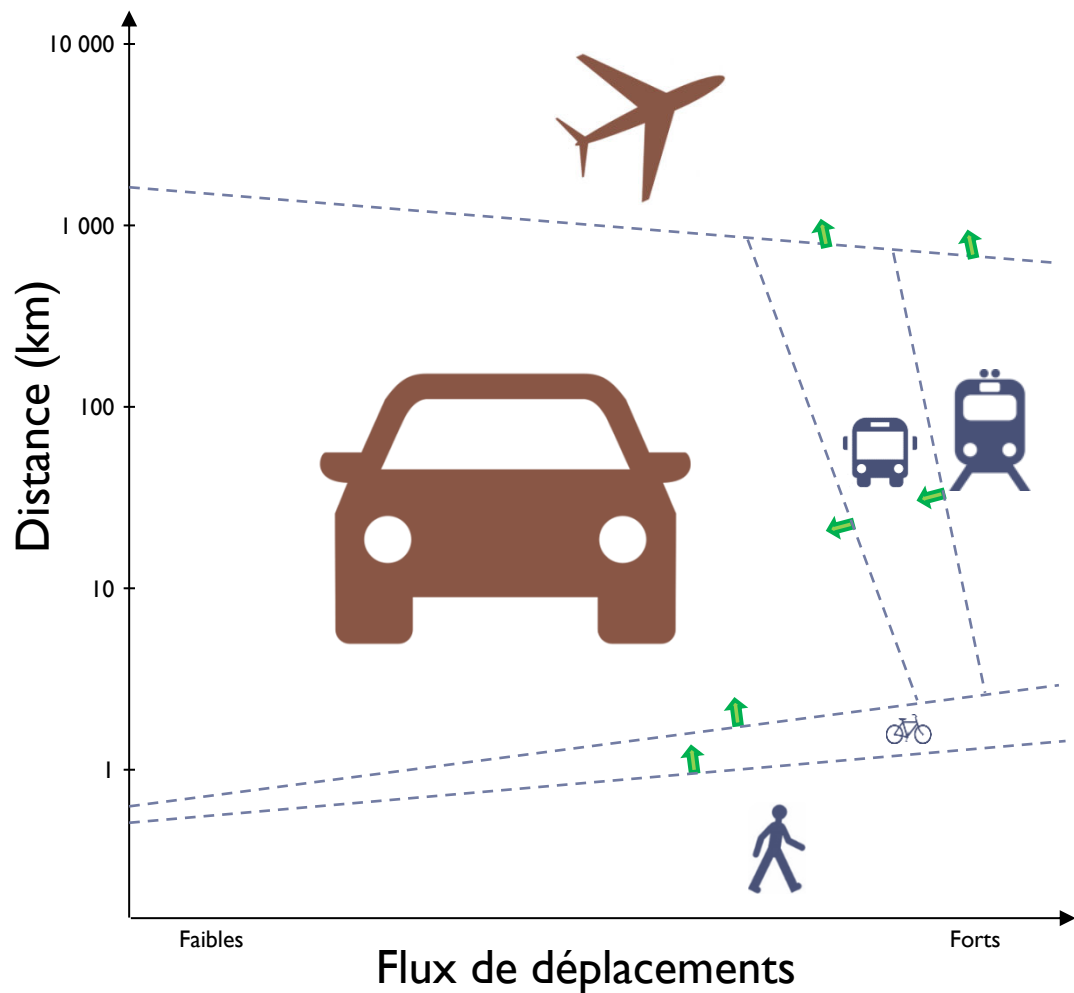 10 000
1 000
100
10
1
Distance (km)
Faibles
Forts
Flux de déplacements